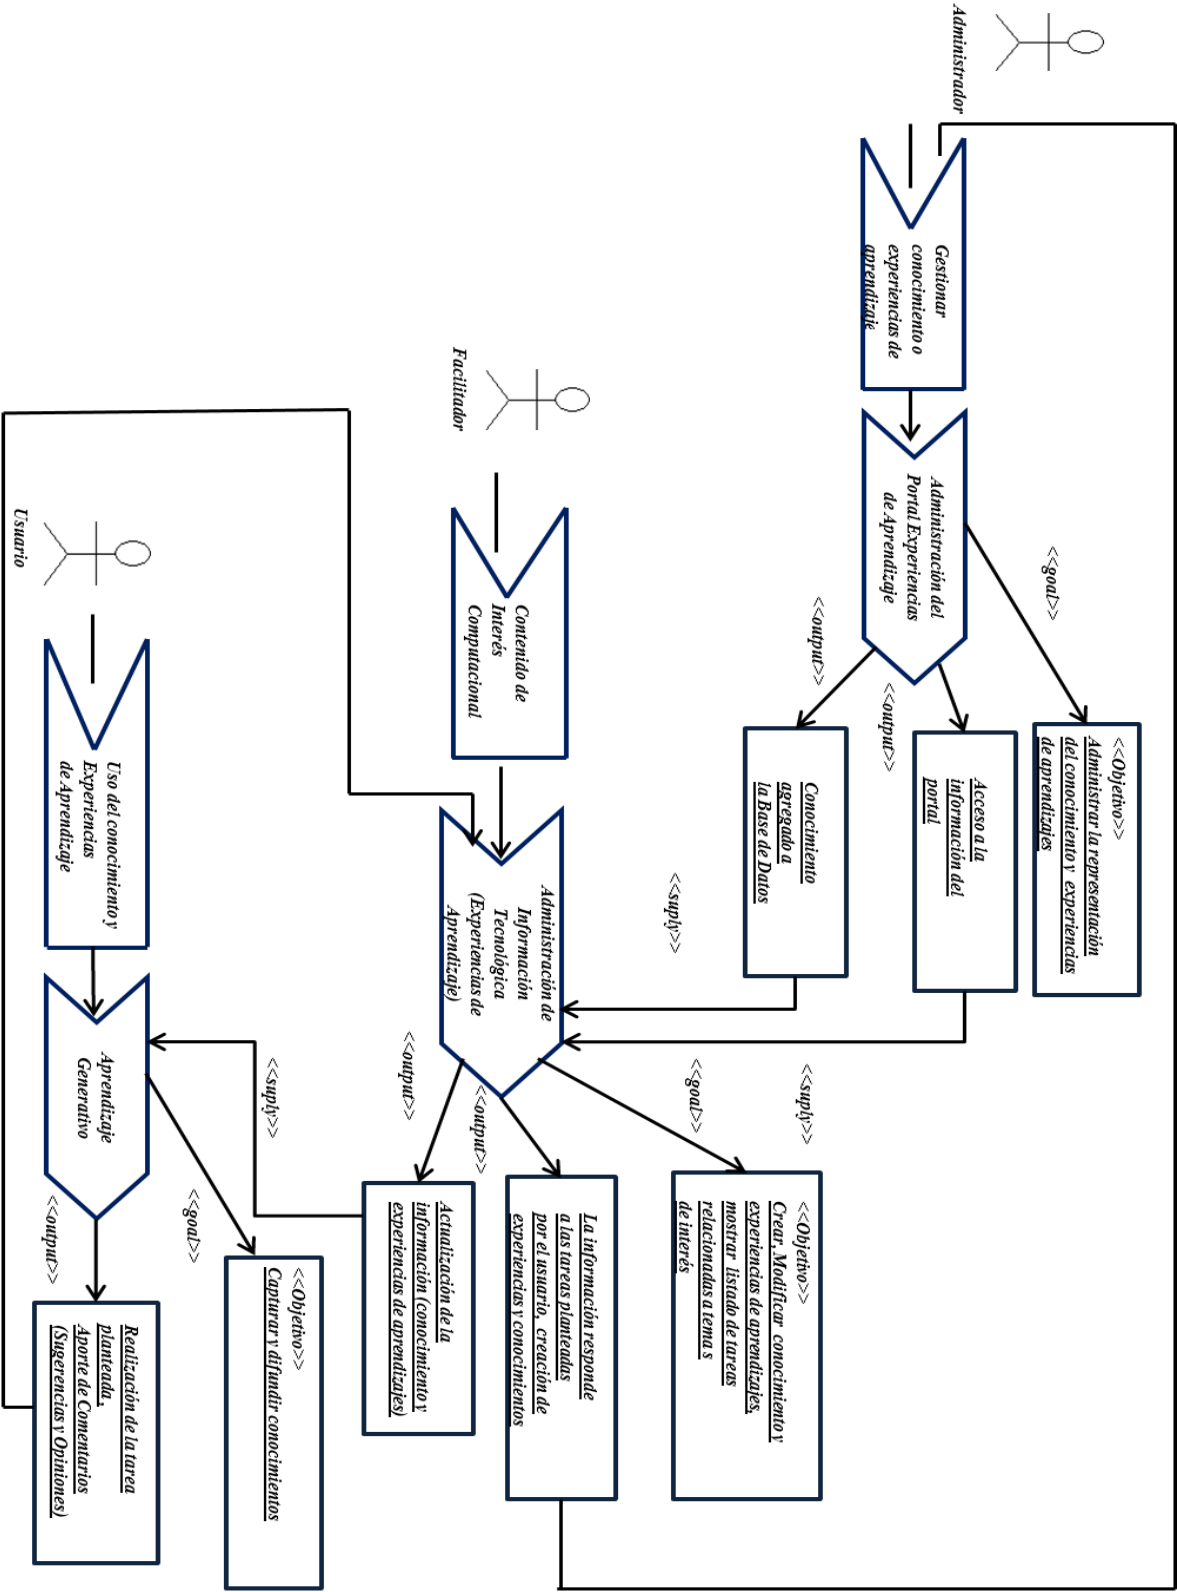 Administrador
Gestionar
conocimiento o
experiencias de
aprendizaje
Administración del
Portal Experiencias
de Aprendizaje
<<goal>>
<<output>>
<<output>>
<<Objetivo>>
Administrar la representación
del conocimiento y experiencias
de aprendizajes
Acceso a la
información del
portal
Conocimiento
agregado a
la Base de Datos
<<suply>>
<<suply>>
Facilitador
Contenido de
Interés
Computacional
Administración de
Información
Tecnológica
(Experiencias de
Aprendizaje)
<<goal>>
<<output>>
<<output>>
<<Objetivo>>
Crear, Modificar conocimiento y
experiencias de aprendizajes,
mostrar listado de tareas
relacionadas a tema s
de interés
La información responde
a las tareas planteadas
por el usuario, creación de
experiencias y conocimientos
Actualización de la
información (conocimiento y
experiencias de aprendizajes)
<<suply>>
Usuario
Uso del conocimiento y
Experiencias
de Aprendizaje
Aprendizaje
Generativo
<<goal>>
<<output>>
<<Objetivo>>
Capturar y difundir conocimientos
Realización de la tarea
planteada.
Aporte de Comentarios
(Sugerencias y Opiniones)